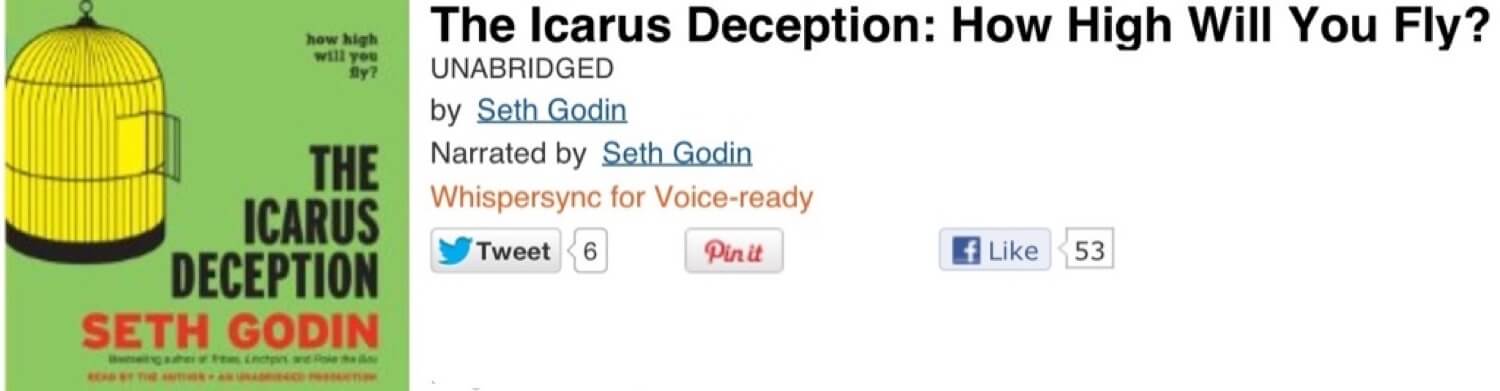 how high
will you
fly?
THE
ICARUS
DECEPTION
SETH GODIN
Bestselling author of Tribes, Linchpin, and Poke the Box
READ BY THE AUTHOR • AN UNABRIDGED PRODUCTION
The Icarus Deception: How High Will You Fly?
UNABRIDGED
by Seth Godin
Narrated by Seth Godin
Whispersync for Voice-ready
Tweet 6 Pin it Like 53